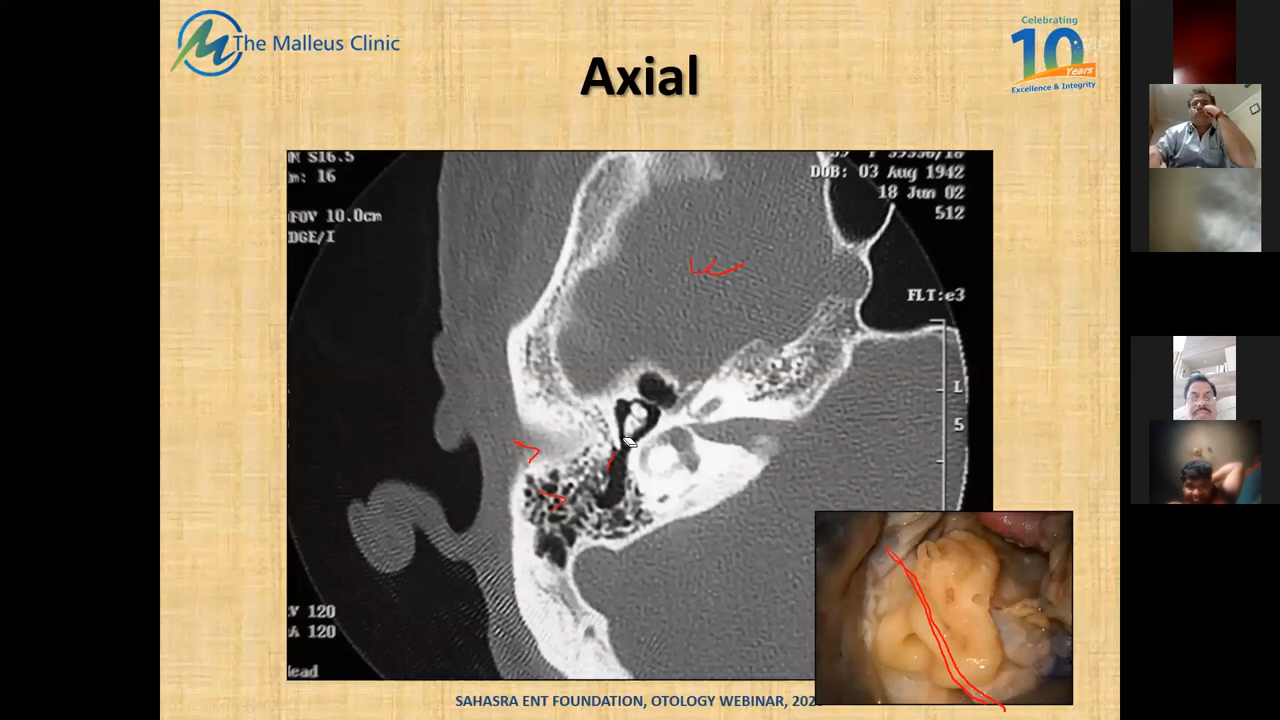 The Malleus Clinic
Celebrating
10
Years
Excellence & Integrity
Axial
S16.5
: 16
FOV 10.0cm
DGE/I
DOB: 03 Aug 1942
18 Jun 02
512
FLT:e3
L
5
120
120
ead
SAHASRA ENT FOUNDATION, OTOLOGY WEBINAR, 202